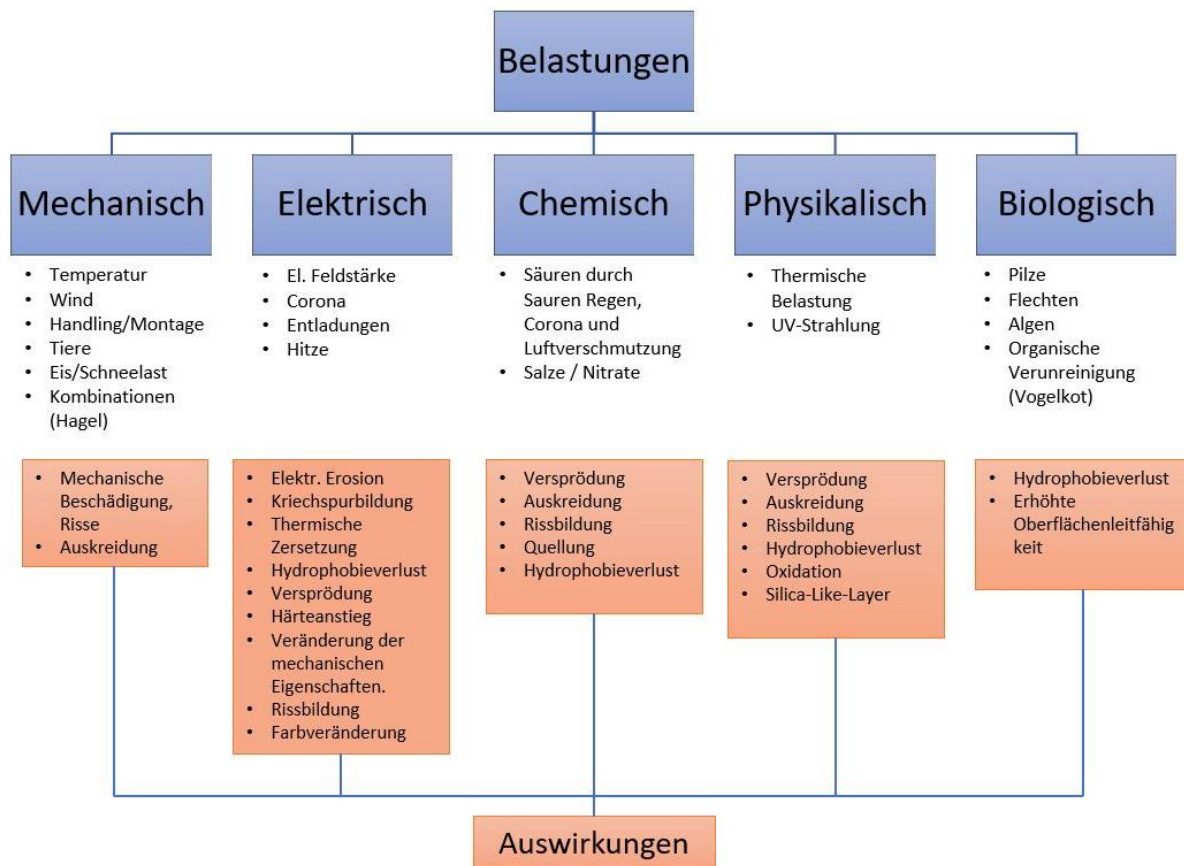 Belastungen
Mechanisch
Elektrisch
Chemisch
Physikalisch
Biologisch
• Temperatur
• Wind
• Handling/Montage
• Tiere
• Eis/Schneelast
• Kombinationen
(Hagel)
• El. Feldstärke
• Corona
• Entladungen
• Hitze
• Säuren durch
Sauren Regen,
Corona und
Luftverschmutzung
• Salze / Nitrate
• Thermische
Belastung
• UV-Strahlung
• Pilze
• Flechten
• Algen
• Organische
Verunreinigung
(Vogelkot)
• Mechanische
Beschädigung,
Risse
• Auskreidung
• Elektr. Erosion
• Kriechspurbildung
• Thermische
Zersetzung
• Hydrophobieverlust
• Versprödung
• Härteanstieg
• Veränderung der
mechanischen
Eigenschaften.
• Rissbildung
• Farbveränderung
• Versprödung
• Auskreidung
• Rissbildung
• Quellung
• Hydrophobieverlust
• Versprödung
• Auskreidung
• Rissbildung
• Hydrophobieverlust
• Oxidation
• Silica-Like-Layer
• Hydrophobieverlust
• Erhöhte
Oberflächenleitfähig
keit
Auswirkungen